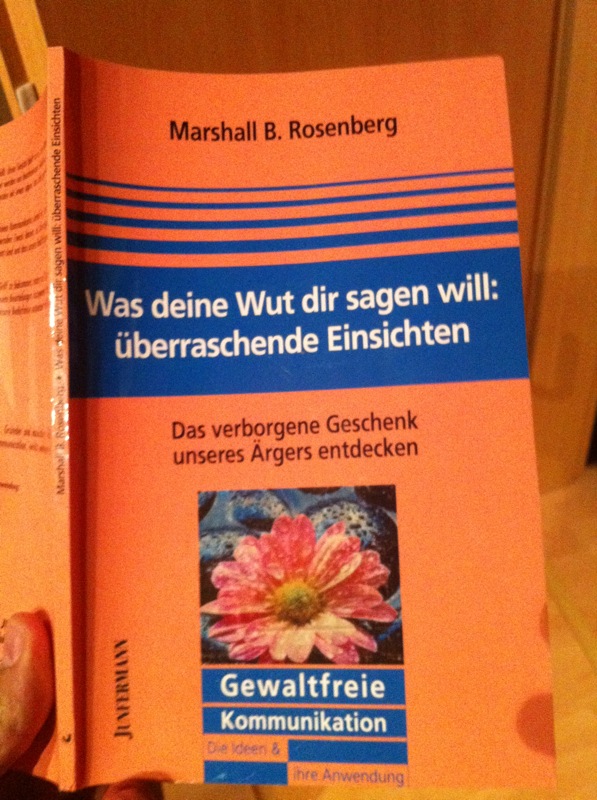 Marshall B. Rosenberg
Was deine Wut dir sagen will:
überraschende Einsichten
Das verborgene Geschenk
unseres Ärgers entdecken
Gewaltfreie
Kommunikation
Die Ideen &
ihre Anwendung
JUNFERMANN
Marshall B. Rosenberg • Was deine Wut dir sagen will: überraschende Einsichten